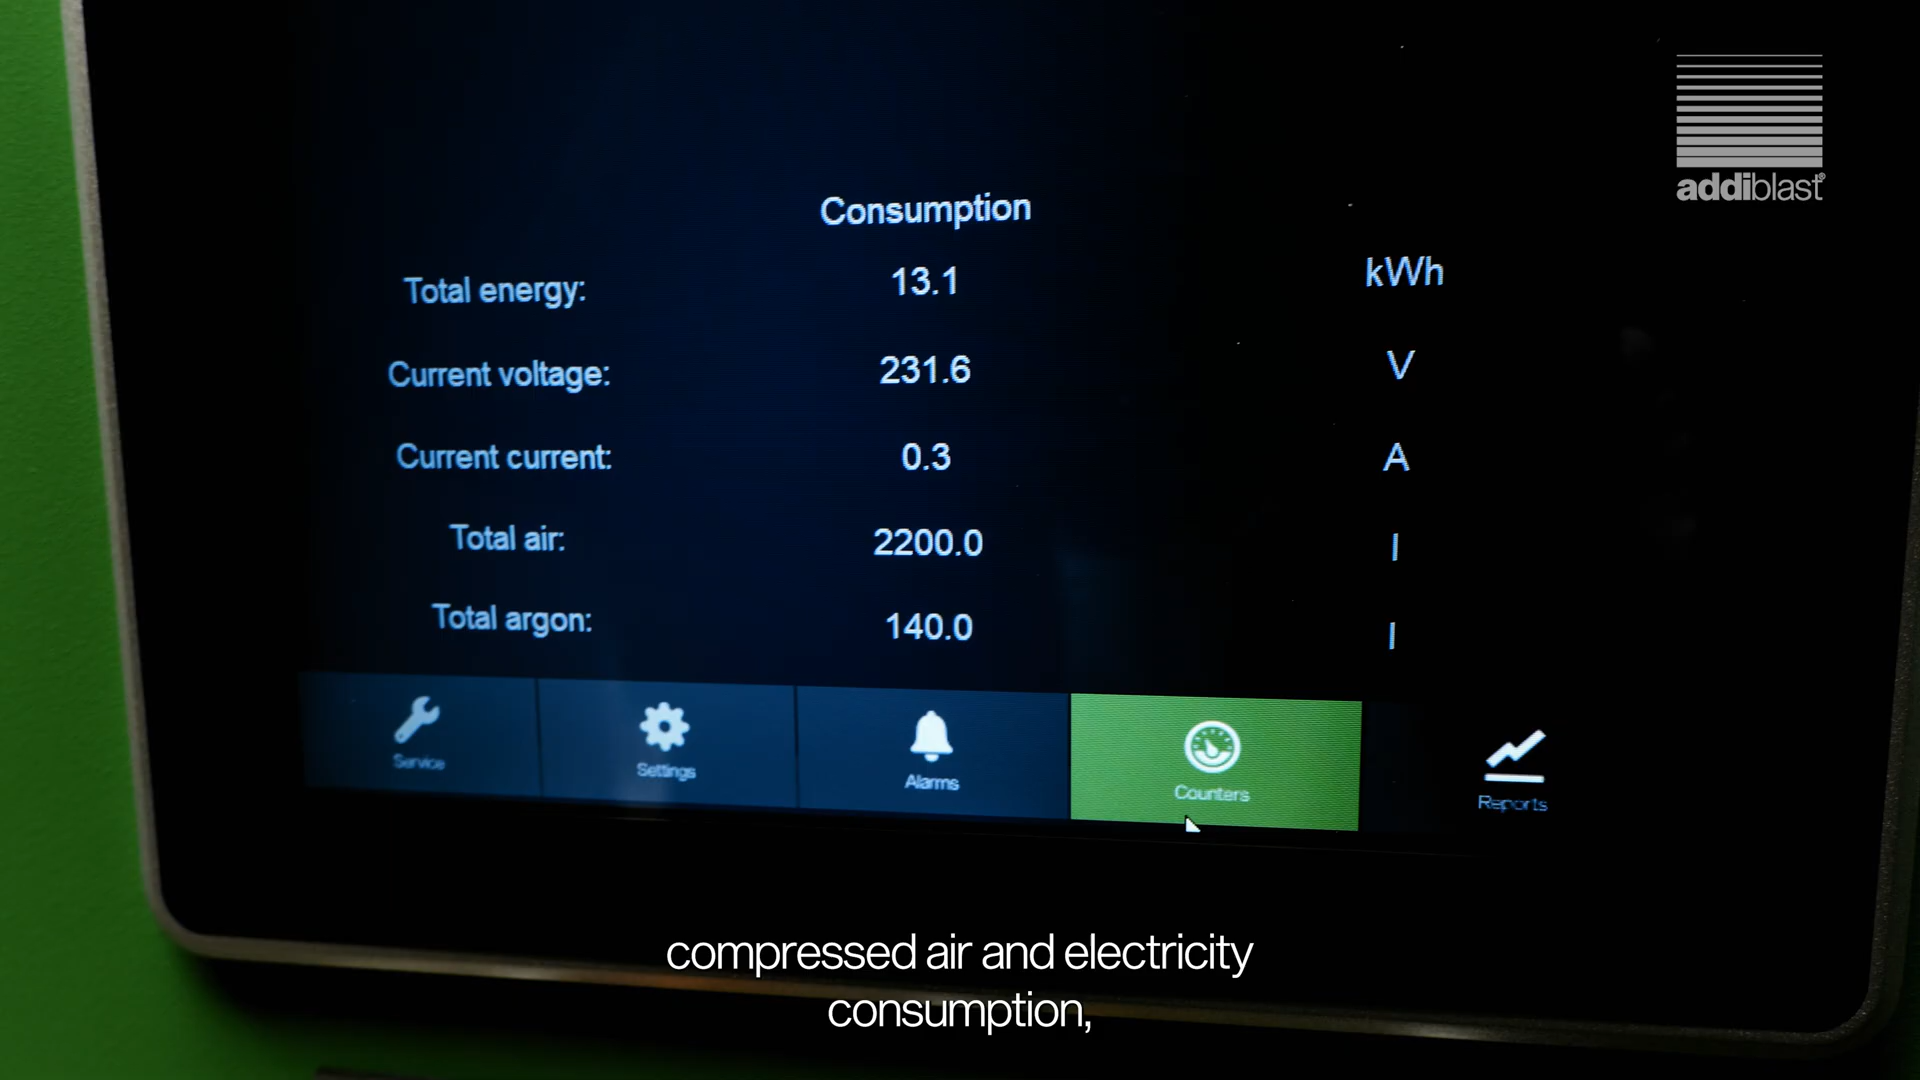 addiblast®
Consumption
Total energy: 13.1 kWh
Current voltage: 231.6 V
Current current: 0.3 A
Total air: 2200.0 l
Total argon: 140.0 l
Service Settings Alarms Counters Reports
compressed air and electricity
consumption,